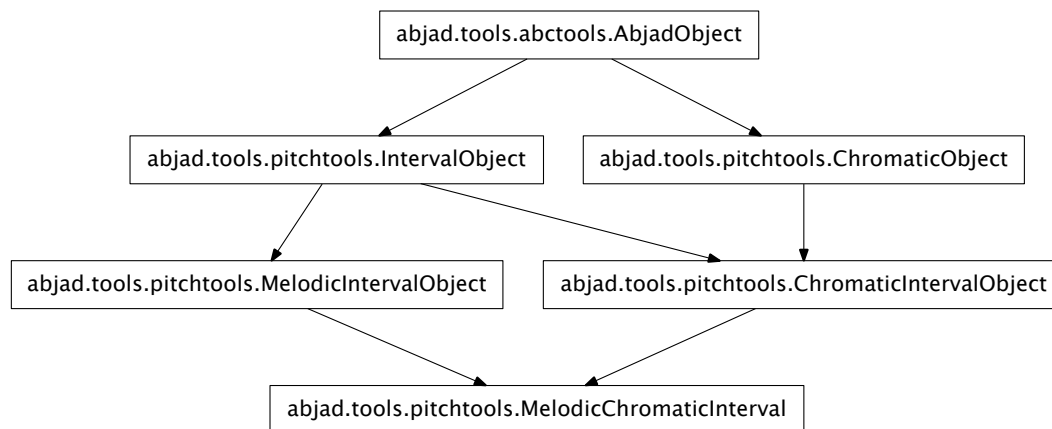 abjad.tools.abctools.AbjadObject
abjad.tools.pitchtools.IntervalObject
abjad.tools.pitchtools.ChromaticObject
abjad.tools.pitchtools.MelodicIntervalObject
abjad.tools.pitchtools.ChromaticIntervalObject
abjad.tools.pitchtools.MelodicChromaticInterval